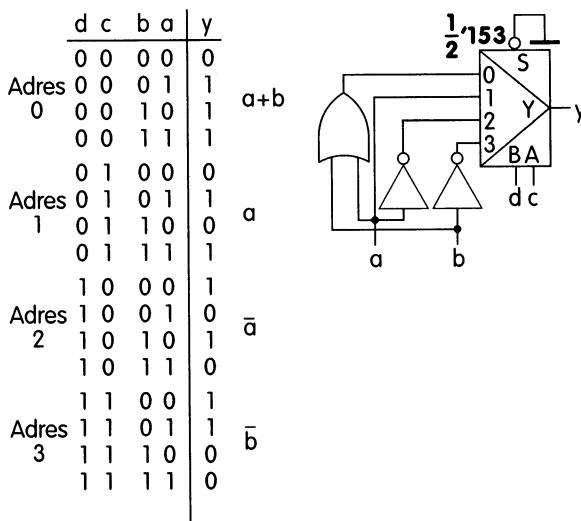 d c b a y
0 0 0 0 0
Adres 0 0 0 1 1 a+b
0 0 0 1 0 1
0 0 1 1 1
0 1 0 0 0
Adres 0 1 0 1 1 a
1 0 1 1 0 0
0 1 1 1 1
1 0 0 0 1
Adres 1 0 0 1 0 a̅
2 1 0 1 0 1
1 0 1 1 0
1 1 0 0 1
Adres 1 1 0 1 1 b̅
3 1 1 1 0 0
1 1 1 1 0
½'153
S
0
1
2 Y y
3
B A
d c
a b